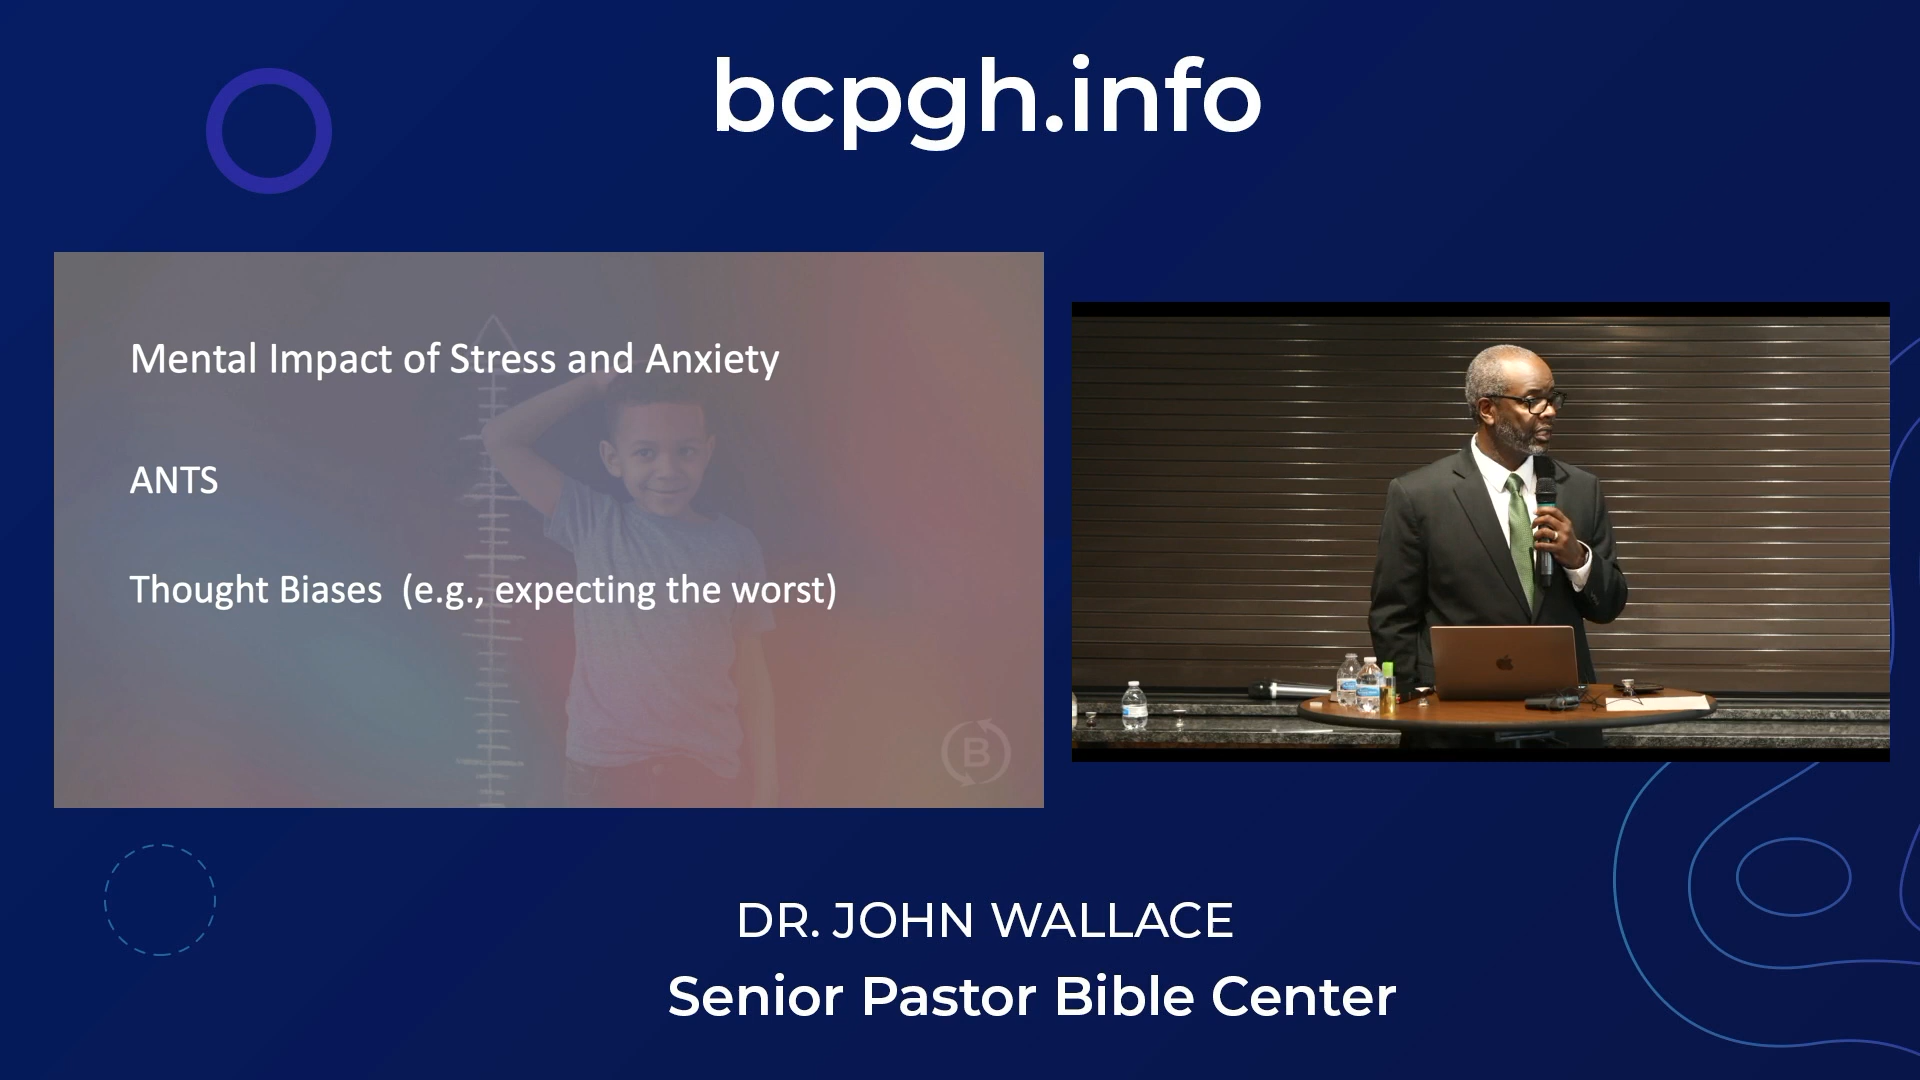 bcpgh.info
Mental Impact of Stress and Anxiety
ANTS
Thought Biases (e.g., expecting the worst)
B
DR. JOHN WALLACE
Senior Pastor Bible Center